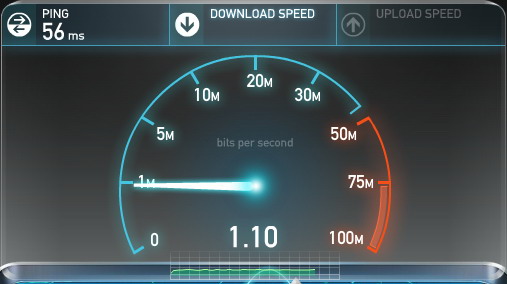 PING
56 ms
DOWNLOAD SPEED
UPLOAD SPEED
20M
10M
30M
5M
50M
bits per second
1M
75M
0
1.10
100M